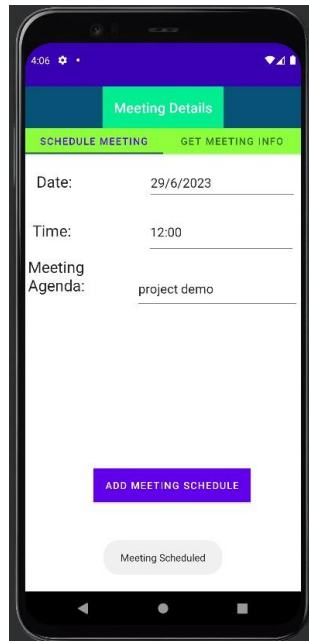 4:06
Meeting Details
SCHEDULE MEETING GET MEETING INFO
Date: 29/6/2023
Time: 12:00
Meeting
Agenda: project demo
ADD MEETING SCHEDULE
Meeting Scheduled